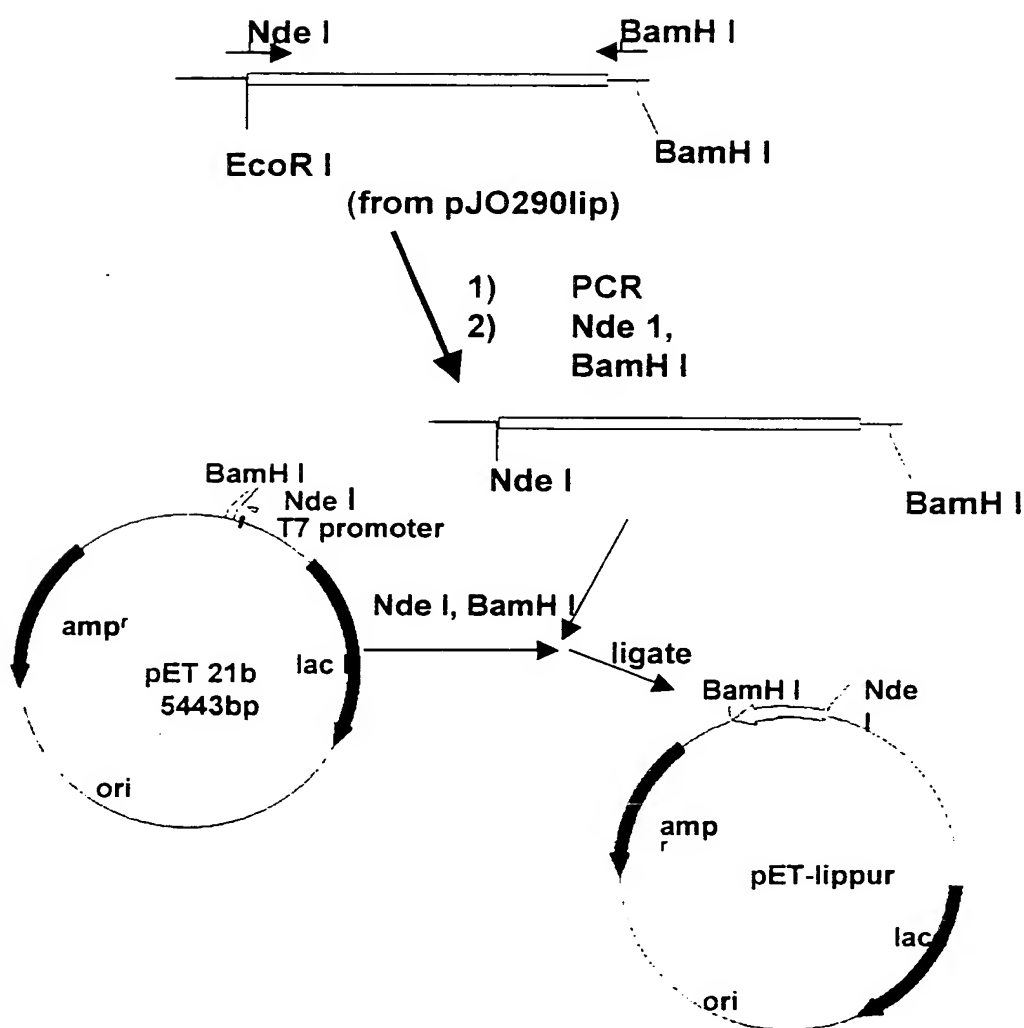 Nde I
BamH I
EcoR I
BamH I
(from pJO290lip)
1) PCR
2) Nde 1,
BamH I
Nde I
BamH I
BamH I
Nde I
T7 promoter
ampr
pET 21b
5443bp
lac
ori
Nde I, BamH I
ligate
BamH I
Nde
I
amp
r
pET-lippur
lac
ori